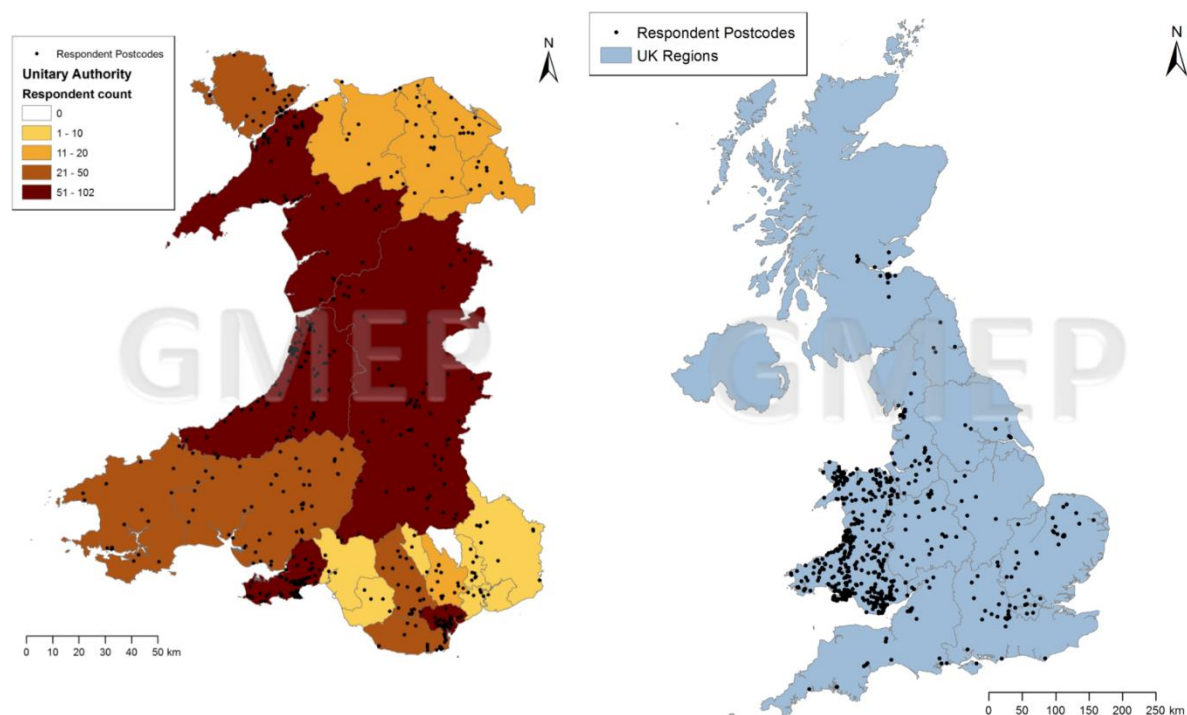 Respondent Postcodes
Unitary Authority
Respondent count
0
1 - 10
11 - 20
21 - 50
51 - 102
N
GMEP
0 10 20 30 40 50 km
Respondent Postcodes
UK Regions
N
GMEP
0 50 100 150 200 250 km